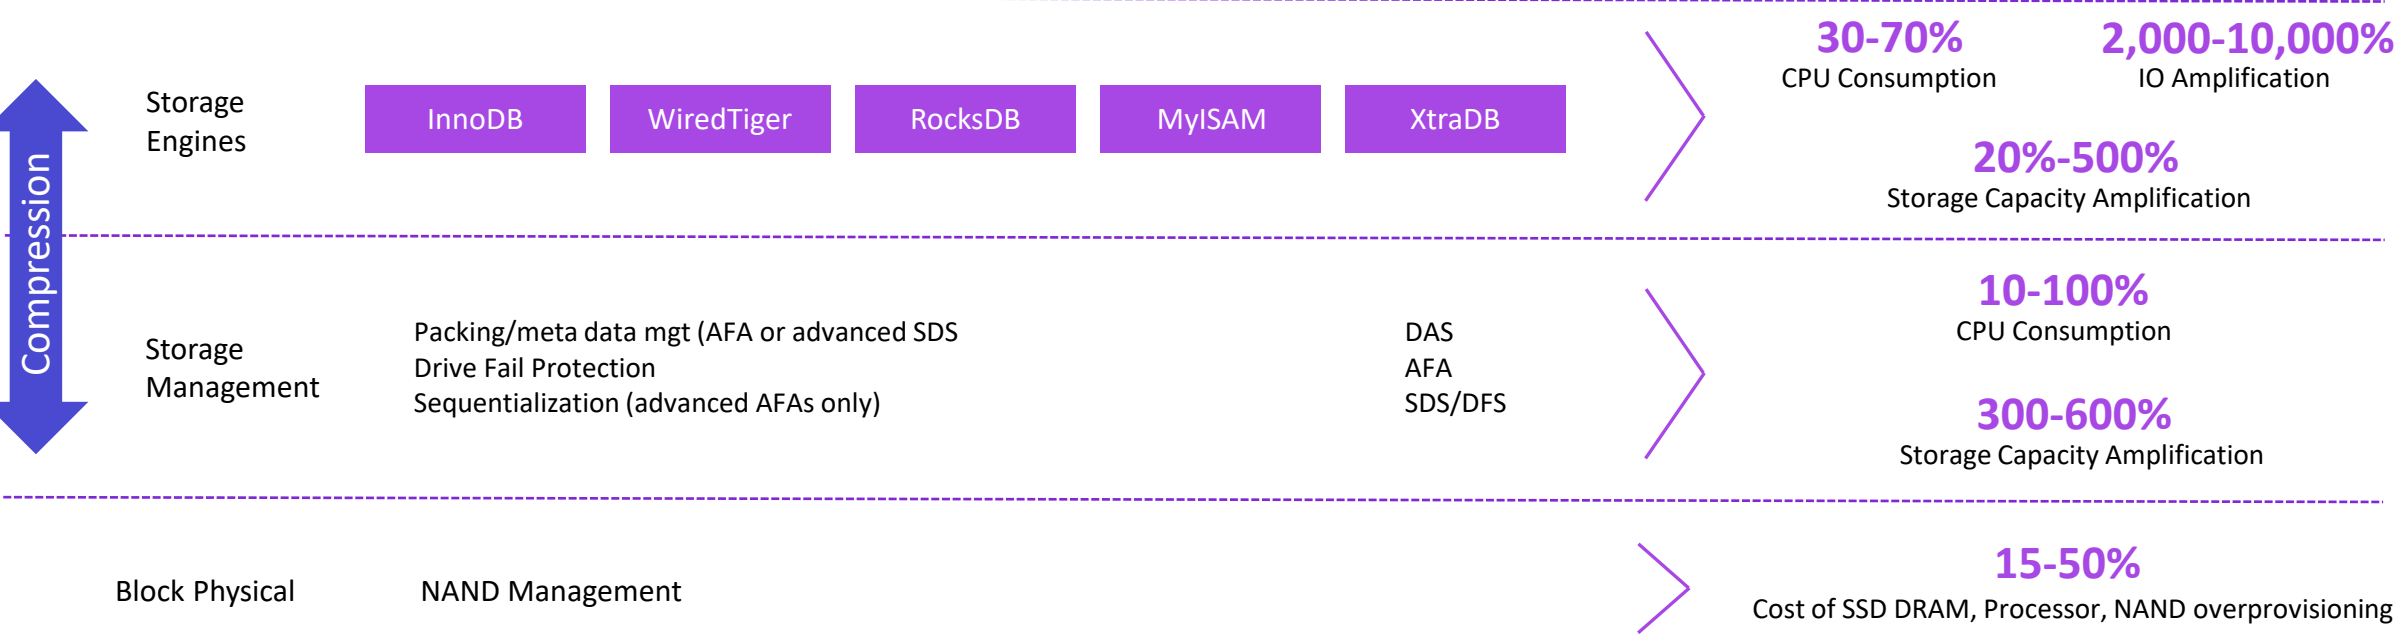 Compression
Storage
Engines
InnoDB
WiredTiger
RocksDB
MyISAM
XtraDB
30-70%
CPU Consumption
2,000-10,000%
IO Amplification
20%-500%
Storage Capacity Amplification
Storage
Management
Packing/meta data mgt (AFA or advanced SDS
Drive Fail Protection
Sequentialization (advanced AFAs only)
DAS
AFA
SDS/DFS
10-100%
CPU Consumption
300-600%
Storage Capacity Amplification
Block Physical
NAND Management
15-50%
Cost of SSD DRAM, Processor, NAND overprovisioning